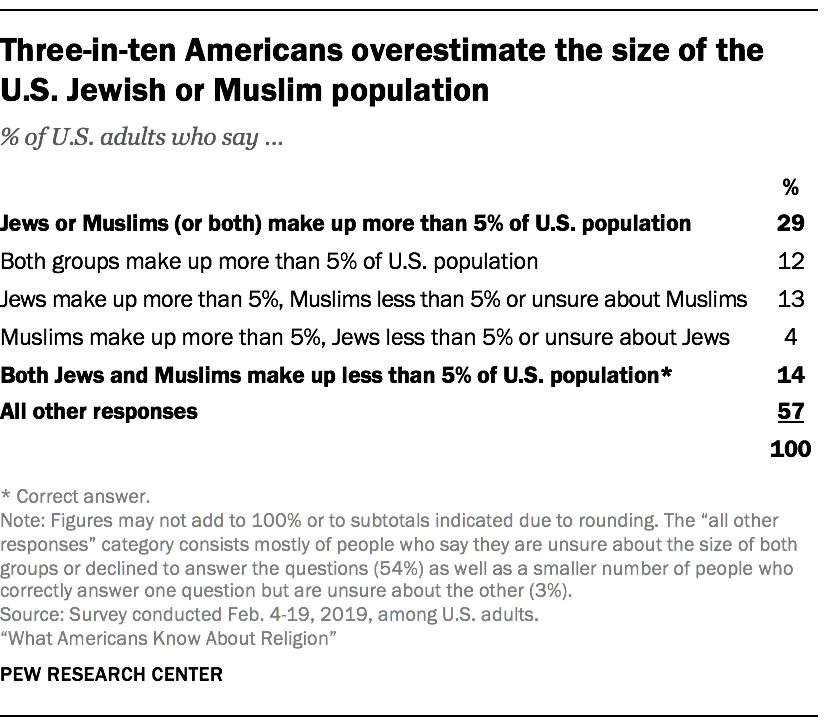 Three-in-ten Americans overestimate the size of the
U.S. Jewish or Muslim population
% of U.S. adults who say ...
%
Jews or Muslims (or both) make up more than 5% of U.S. population 29
Both groups make up more than 5% of U.S. population 12
Jews make up more than 5%, Muslims less than 5% or unsure about Muslims 13
Muslims make up more than 5%, Jews less than 5% or unsure about Jews 4
Both Jews and Muslims make up less than 5% of U.S. population* 14
All other responses 57
100
* Correct answer.
Note: Figures may not add to 100% or to subtotals indicated due to rounding. The “all other
responses” category consists mostly of people who say they are unsure about the size of both
groups or declined to answer the questions (54%) as well as a smaller number of people who
correctly answer one question but are unsure about the other (3%).
Source: Survey conducted Feb. 4-19, 2019, among U.S. adults.
“What Americans Know About Religion”
PEW RESEARCH CENTER